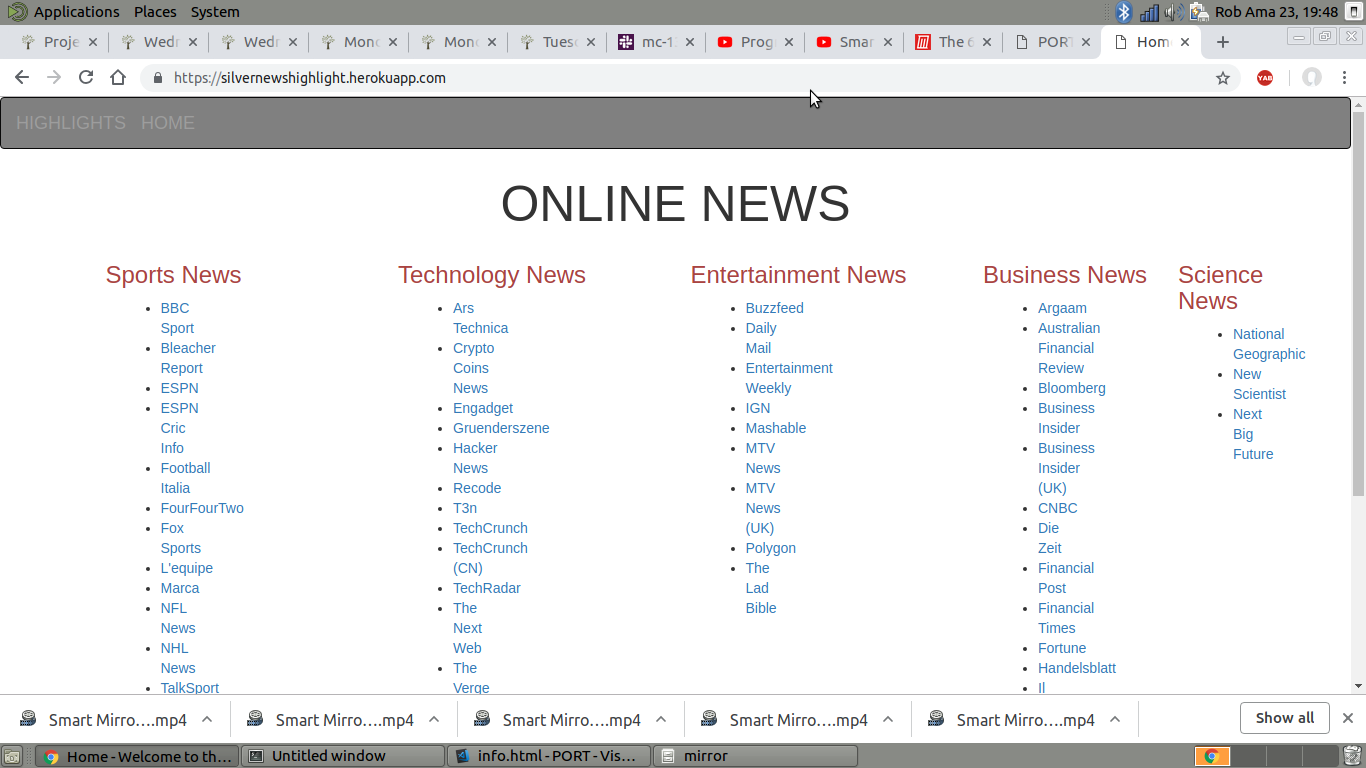 Applications Places System Rob Ama 23, 19:48
Proje Wedr Wedr Mond Mond Tuesd mc-1 Prog Smar The 6 PORT Hom
https://silvernewshighlight.herokuapp.com YAB
HIGHLIGHTS HOME
ONLINE NEWS
Sports News
BBC
Sport
Bleacher
Report
ESPN
ESPN
Cric
Info
Football
Italia
FourFourTwo
Fox
Sports
L'equipe
Marca
NFL
News
NHL
News
TalkSport
Technology News
Ars
Technica
Crypto
Coins
News
Engadget
Gruenderszene
Hacker
News
Recode
T3n
TechCrunch
TechCrunch
(CN)
TechRadar
The
Next
Web
The
Verge
Entertainment News
Buzzfeed
Daily
Mail
Entertainment
Weekly
IGN
Mashable
MTV
News
MTV
News
(UK)
Polygon
The
Lad
Bible
Business News
Argaam
Australian
Financial
Review
Bloomberg
Business
Insider
Business
Insider
(UK)
CNBC
Die
Zeit
Financial
Post
Financial
Times
Fortune
Handelsblatt
Il
Science
News
National
Geographic
New
Scientist
Next
Big
Future
Smart Mirro....mp4 Smart Mirro....mp4 Smart Mirro....mp4 Smart Mirro....mp4 Smart Mirro....mp4 Show all
Home - Welcome to th... Untitled window info.html - PORT - Vis... mirror